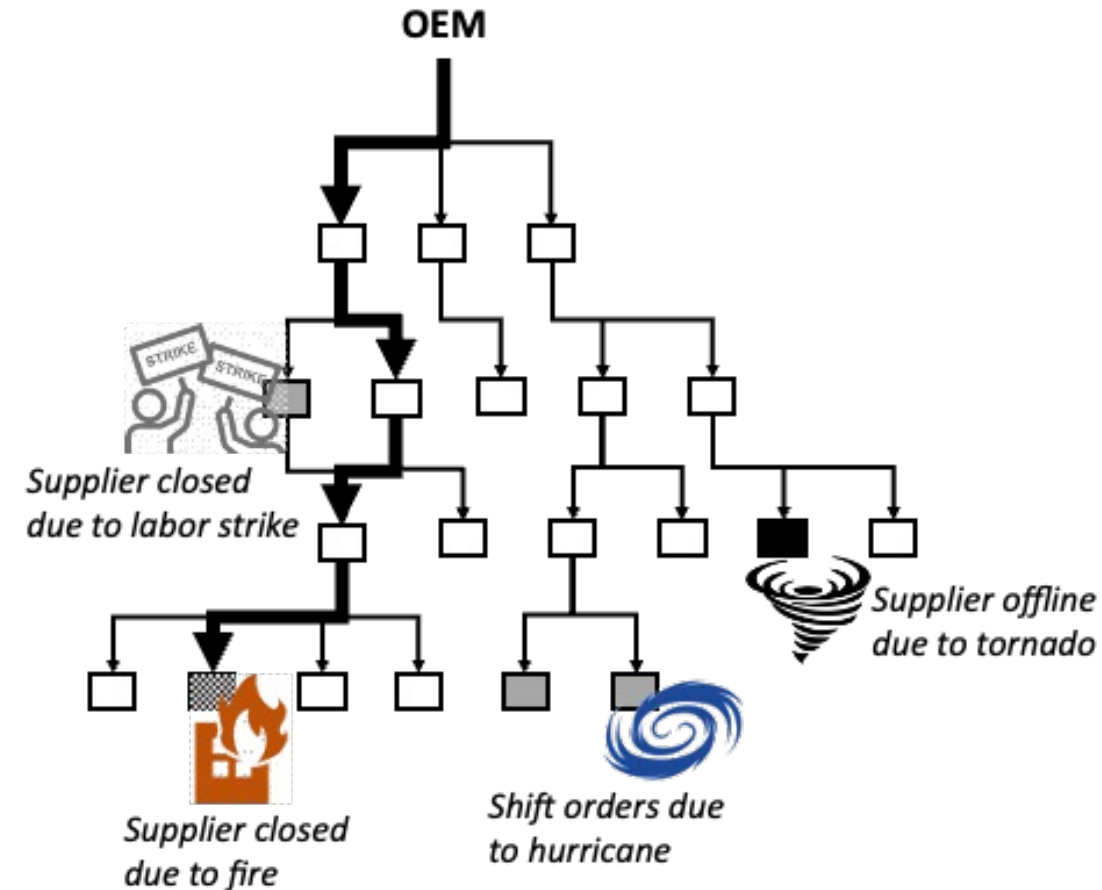 OEM
STRIKE
STRIKE
Supplier closed
due to labor strike
Supplier offline
due to tornado
Shift orders due
to hurricane
Supplier closed
due to fire